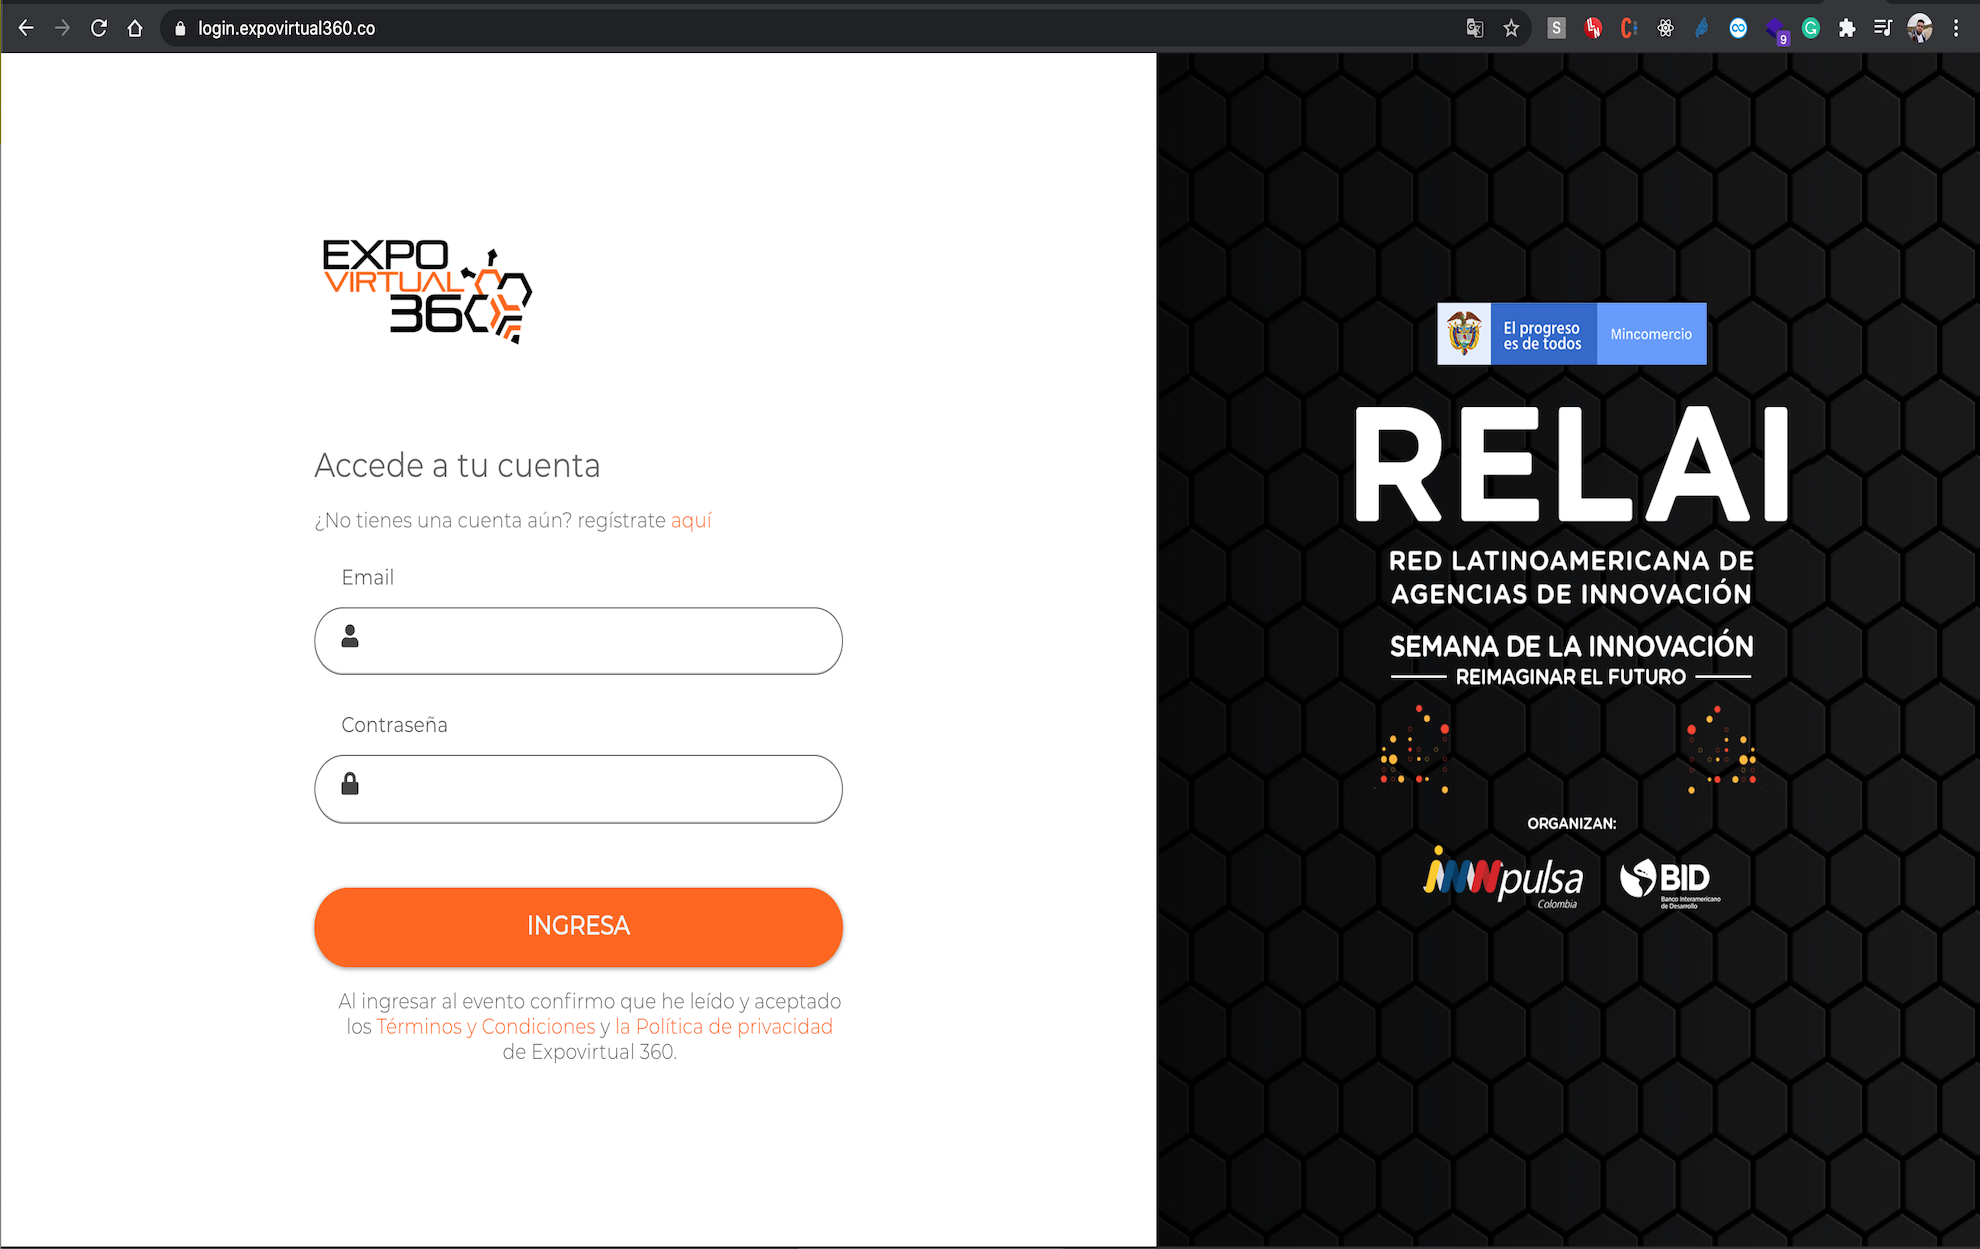 login.expovirtual360.co
S
LN
C
9
G
EXPO
VIRTUAL
360
Accede a tu cuenta
¿No tienes una cuenta aún? regístrate aquí
Email
Contraseña
INGRESA
Al ingresar al evento confirmo que he leído y aceptado
los Términos y Condiciones y la Política de privacidad
de Expovirtual 360.
El progreso
es de todos
Mincomercio
RELAI
RED LATINOAMERICANA DE
AGENCIAS DE INNOVACIÓN
SEMANA DE LA INNOVACIÓN
REIMAGINAR EL FUTURO
ORGANIZAN:
iNNpulsa
Colombia
BID
Banco Interamericano
de Desarrollo